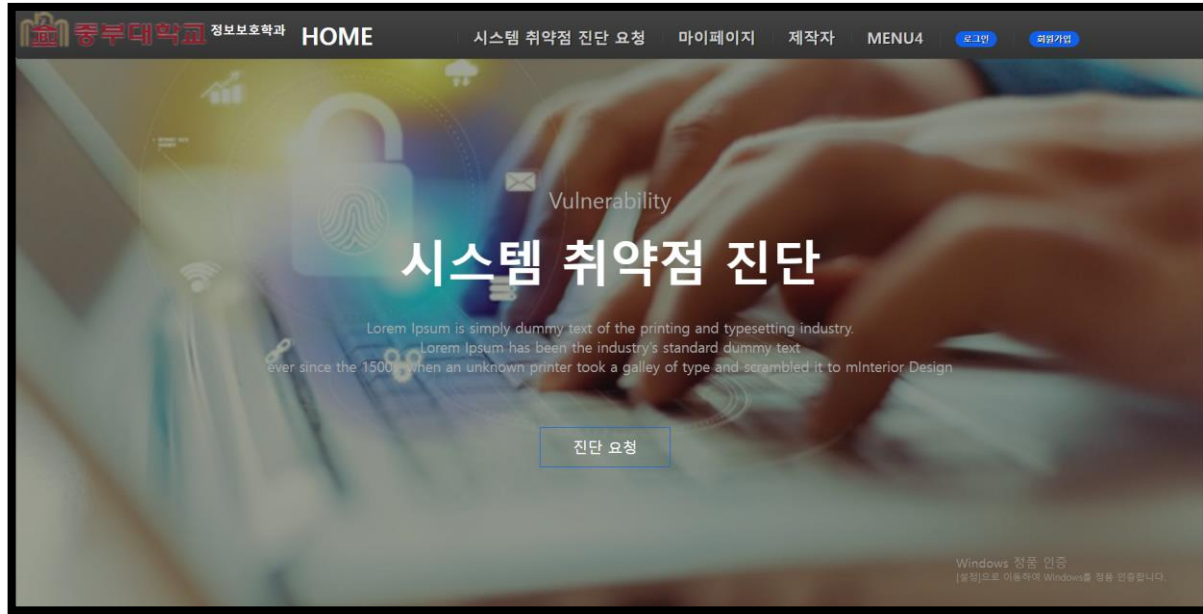 중부대학교 정보보호학과 HOME 시스템 취약점 진단 요청 마이페이지 제작자 MENU4 로그인 회원가입
Vulnerability
시스템 취약점 진단
Lorem Ipsum is simply dummy text of the printing and typesetting industry.
Lorem Ipsum has been the industry's standard dummy text
ever since the 1500s, when an unknown printer took a galley of type and scrambled it to mInterior Design
진단 요청
Windows 정품 인증
[설정]으로 이동하여 Windows를 정품 인증합니다.